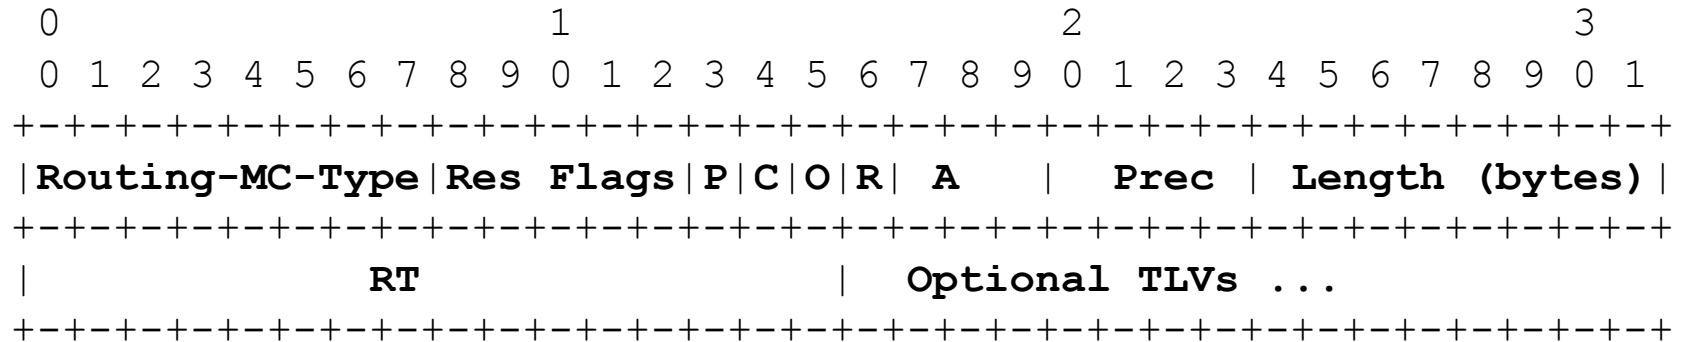 0                   1                   2                   3
 0 1 2 3 4 5 6 7 8 9 0 1 2 3 4 5 6 7 8 9 0 1 2 3 4 5 6 7 8 9 0 1
+-+-+-+-+-+-+-+-+-+-+-+-+-+-+-+-+-+-+-+-+-+-+-+-+-+-+-+-+-+-+-+-+
|Routing-MC-Type|Res Flags|P|C|O|R| A   |  Prec | Length (bytes)|
+-+-+-+-+-+-+-+-+-+-+-+-+-+-+-+-+-+-+-+-+-+-+-+-+-+-+-+-+-+-+-+-+
|             RT                |  Optional TLVs ...
+-+-+-+-+-+-+-+-+-+-+-+-+-+-+-+-+-+-+-+-+-+-+-+-+-+-+-+-+-+-+-+-+